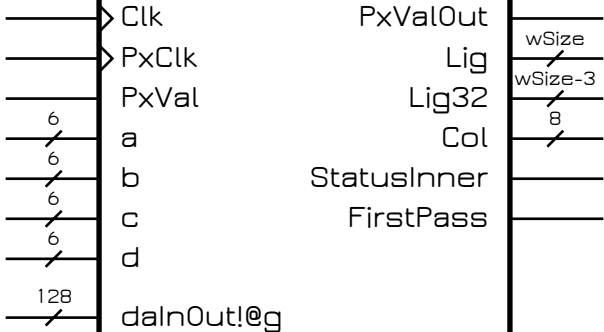 Clk PxValOut
wSize
PxClk Lig
wSize-3
PxVal Lig32
6 8
a Col
6
b StatusInner
6
c FirstPass
6
d
128
daInOut!@g